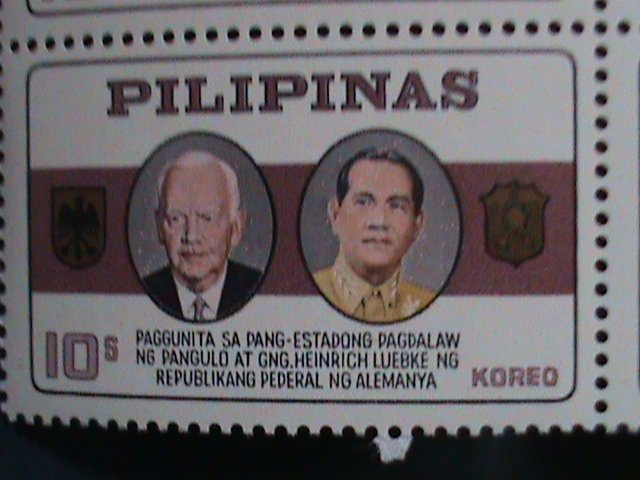 PILIPINAS
10s
PAGGUNITA SA PANG-ESTADONG PAGDALAW
NG PANGULO AT GNG.HEINRICH LUEBKE NG
REPUBLIKANG PEDERAL NG ALEMANYA
KOREO